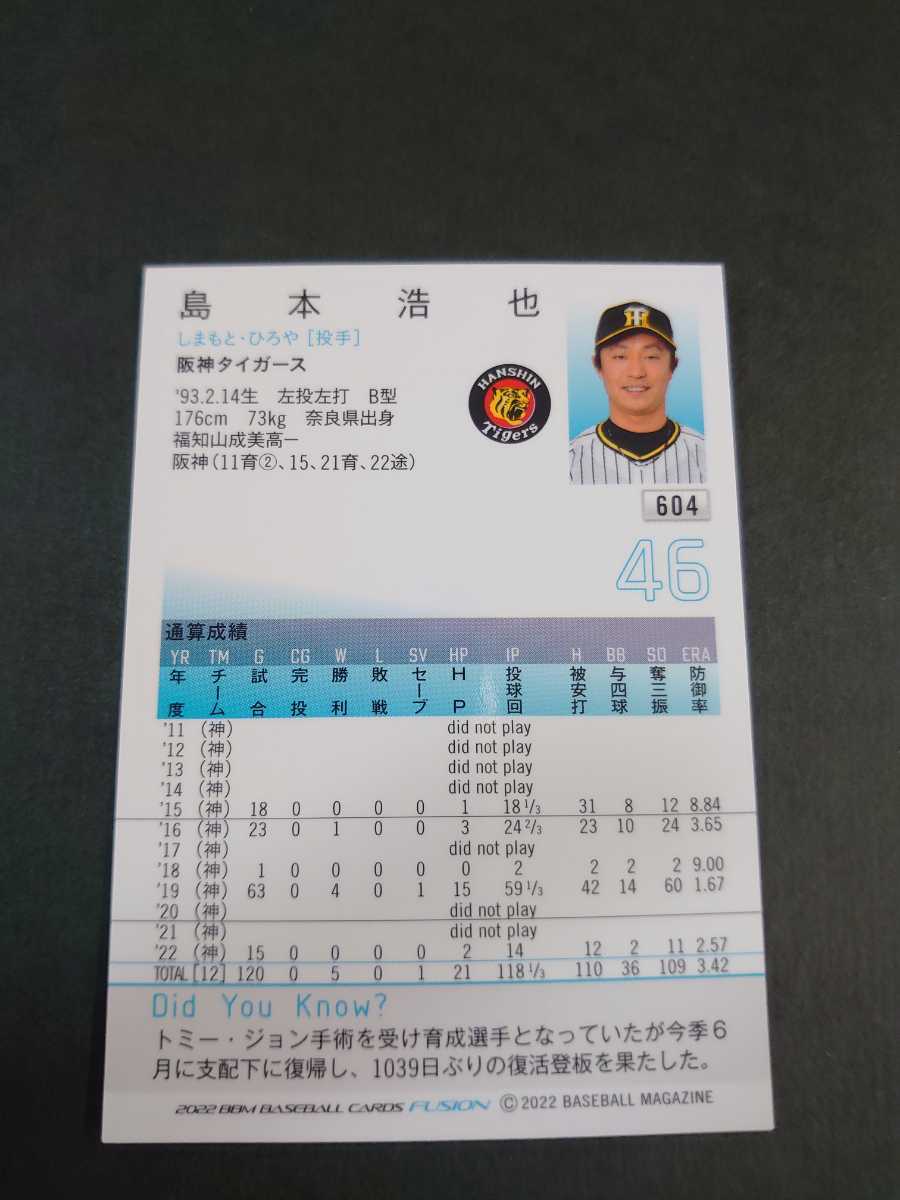 島本浩也
しまもと・ひろや［投手］
阪神タイガース
'93.2.14生　左投左打　B型
176cm　73kg　奈良県出身
福知山成美高ー
阪神（11育②、15、21育、22途）
HANSHIN
Tigers
604
46
通算成績
YR TM G CG W L SV HP IP H BB SO ERA
年度 チーム 試合 完投 勝利 敗戦 セーブ HP 投球回 被安打 与四球 奪三振 防御率
'11 (神) did not play
'12 (神) did not play
'13 (神) did not play
'14 (神) did not play
'15 (神) 18 0 0 0 0 1 18 1/3 31 8 12 8.84
'16 (神) 23 0 1 0 0 3 24 2/3 23 10 24 3.65
'17 (神) did not play
'18 (神) 1 0 0 0 0 0 2 2 2 2 9.00
'19 (神) 63 0 4 0 1 15 59 1/3 42 14 60 1.67
'20 (神) did not play
'21 (神) did not play
'22 (神) 15 0 0 0 0 2 14 12 2 11 2.57
TOTAL [12] 120 0 5 0 1 21 118 1/3 110 36 109 3.42
Did You Know?
トミー・ジョン手術を受け育成選手となっていたが今季6
月に支配下に復帰し、1039日ぶりの復活登板を果たした。
2022 BBM BASEBALL CARDS FUSION ©2022 BASEBALL MAGAZINE